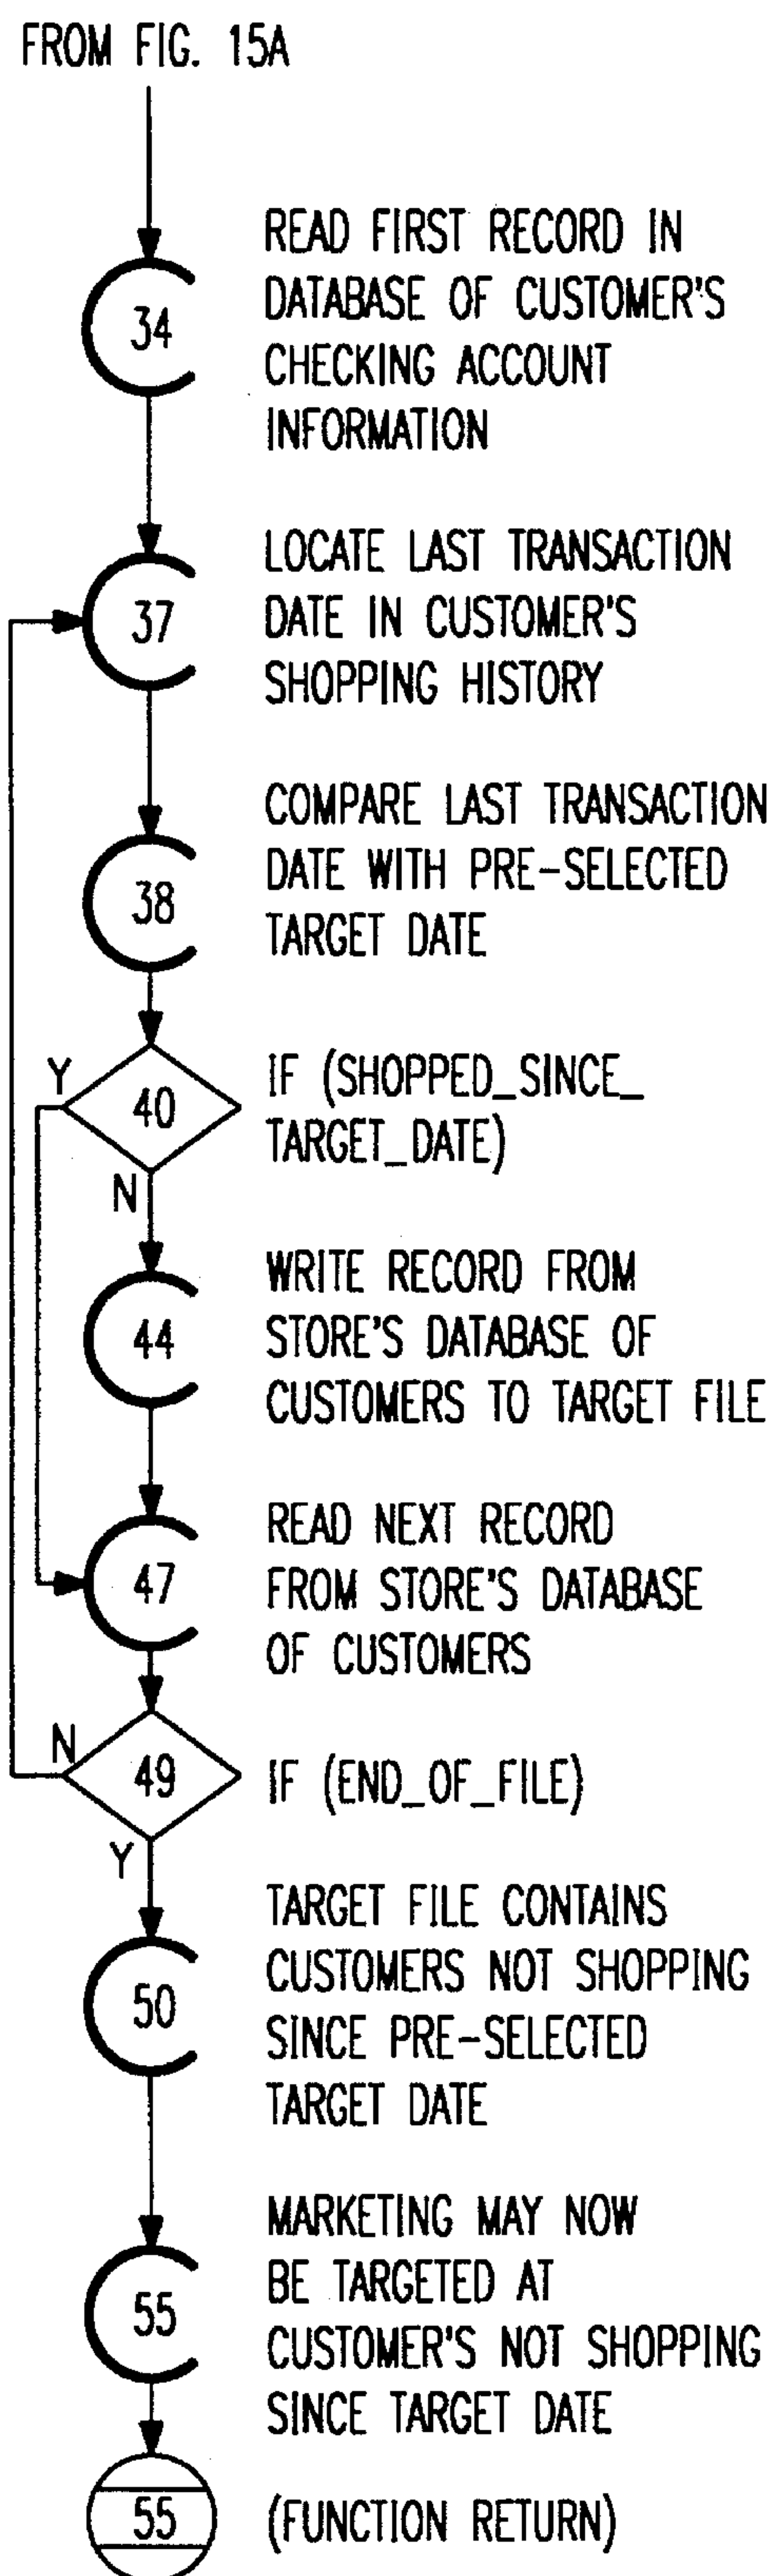 FROM FIG. 15A
34
READ FIRST RECORD IN
DATABASE OF CUSTOMER'S
CHECKING ACCOUNT
INFORMATION
37
LOCATE LAST TRANSACTION
DATE IN CUSTOMER'S
SHOPPING HISTORY
38
COMPARE LAST TRANSACTION
DATE WITH PRE-SELECTED
TARGET DATE
Y
40
N
IF (SHOPPED_SINCE_
TARGET_DATE)
44
WRITE RECORD FROM
STORE'S DATABASE OF
CUSTOMERS TO TARGET FILE
47
READ NEXT RECORD
FROM STORE'S DATABASE
OF CUSTOMERS
N
49
Y
IF (END_OF_FILE)
50
TARGET FILE CONTAINS
CUSTOMERS NOT SHOPPING
SINCE PRE-SELECTED
TARGET DATE
55
MARKETING MAY NOW
BE TARGETED AT
CUSTOMER'S NOT SHOPPING
SINCE TARGET DATE
55
(FUNCTION RETURN)